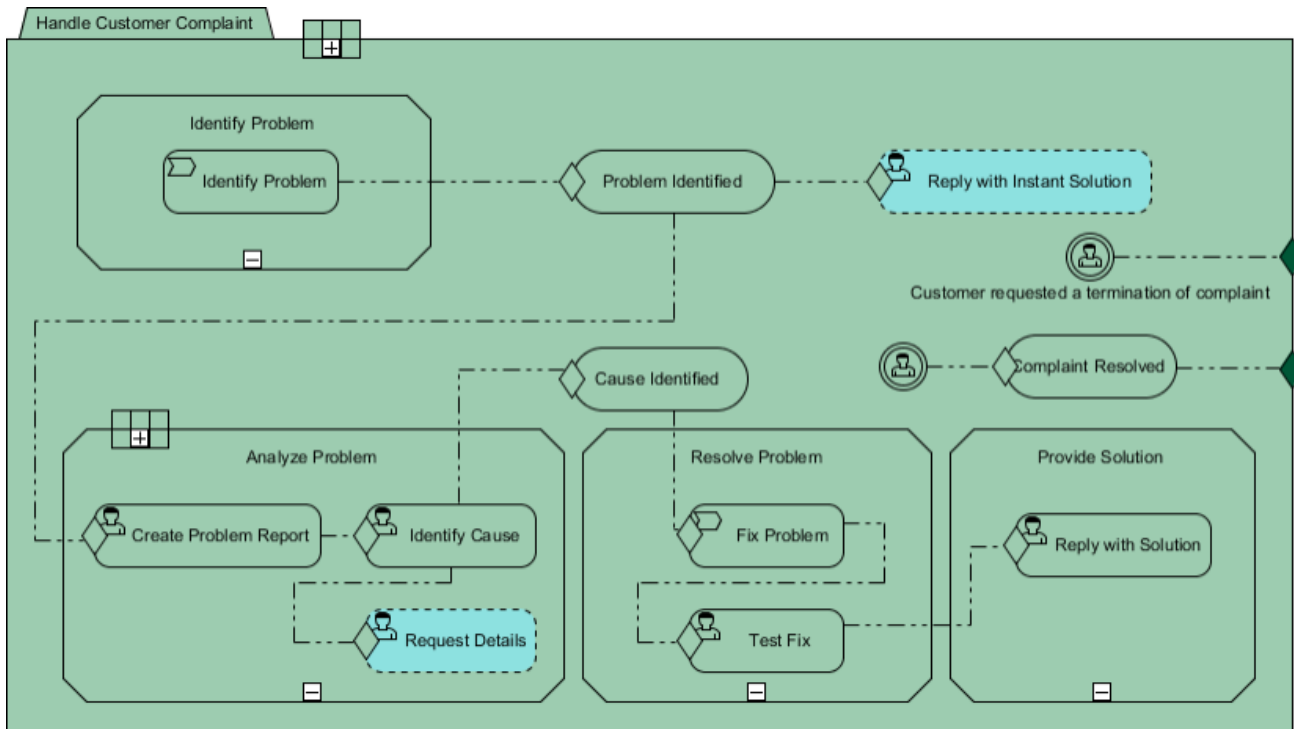 Handle Customer Complaint
Identify Problem
Identify Problem
Problem Identified
Reply with Instant Solution
Customer requested a termination of complaint
Complaint Resolved
Cause Identified
Analyze Problem
Resolve Problem
Provide Solution
Create Problem Report
Identify Cause
Fix Problem
Reply with Solution
Request Details
Test Fix